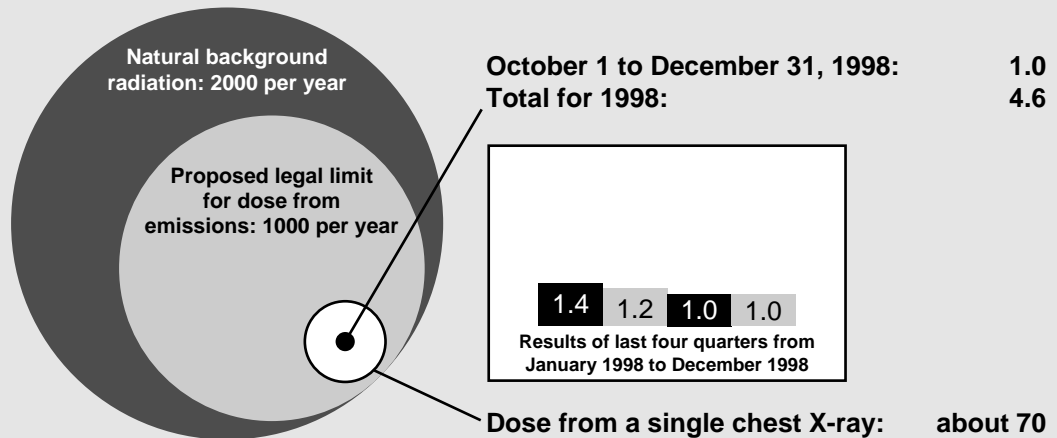 Natural background
radiation: 2000 per year
Proposed legal limit
for dose from
emissions: 1000 per year
October 1 to December 31, 1998: 1.0
Total for 1998: 4.6
1.4 1.2 1.0 1.0
Results of last four quarters from
January 1998 to December 1998
Dose from a single chest X-ray: about 70